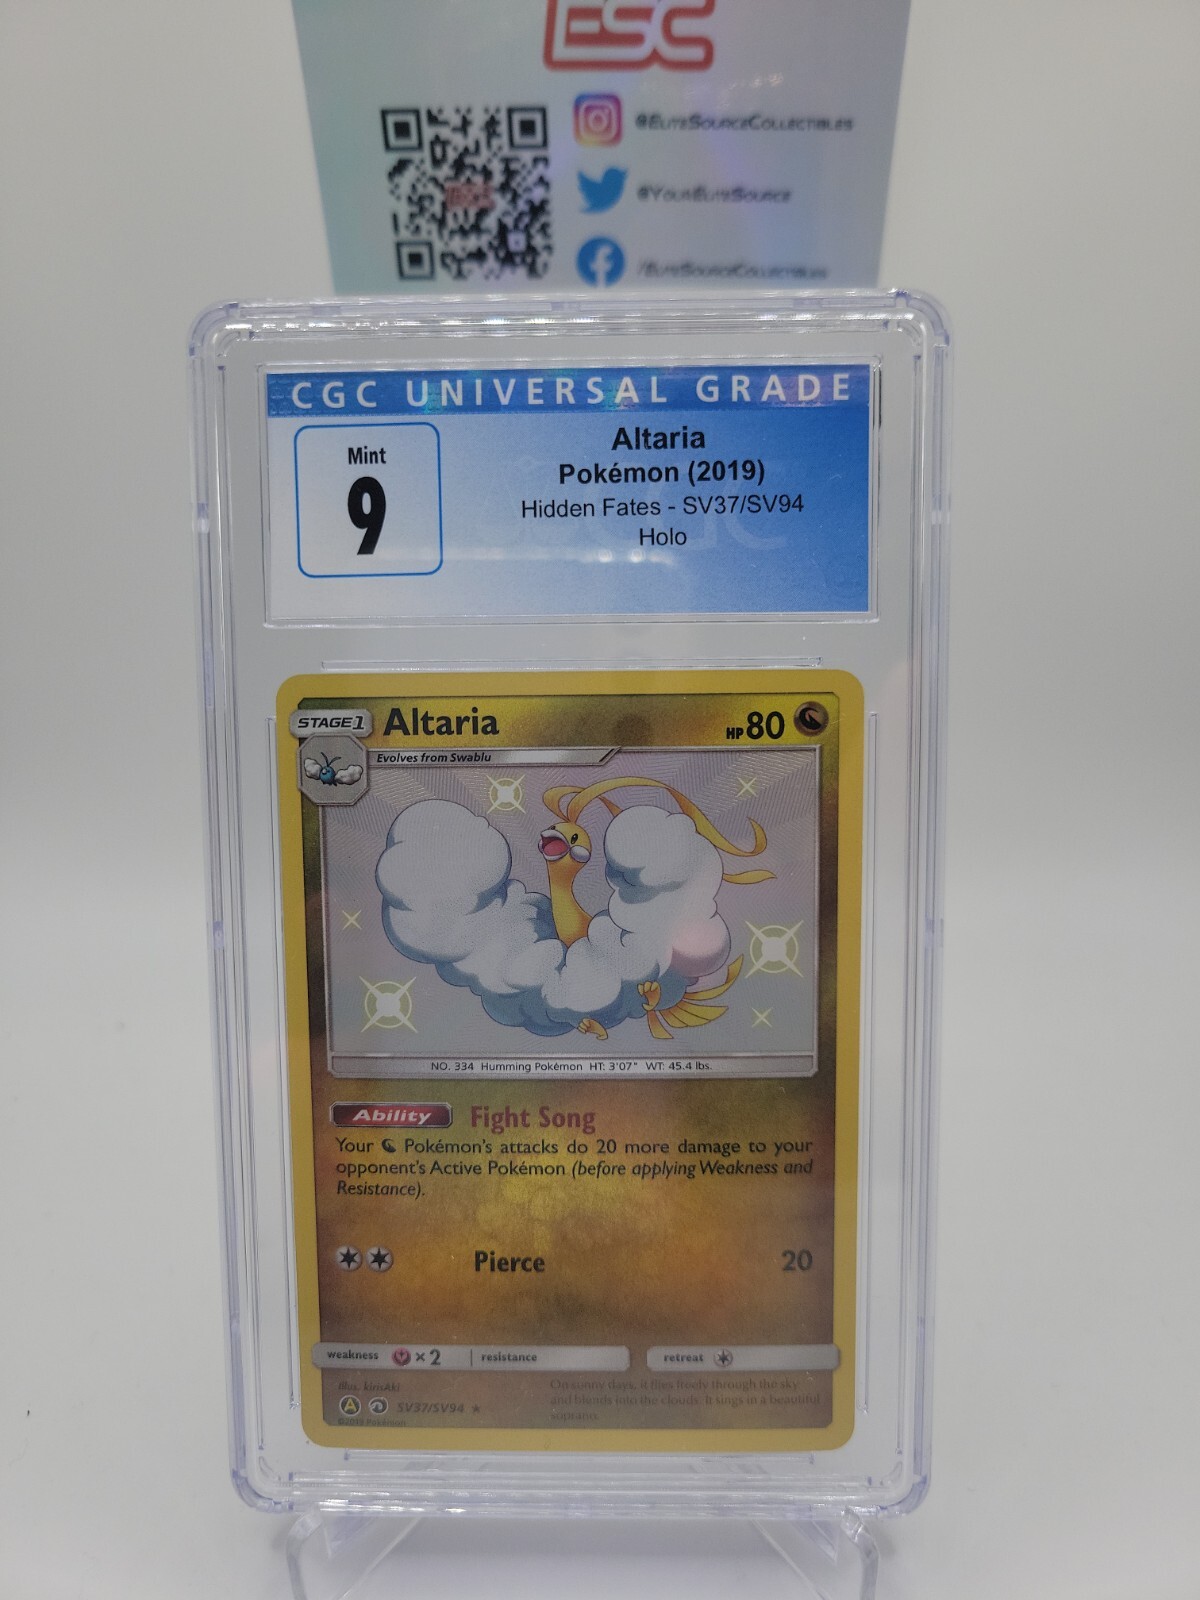 ESC
@EliteSourceCollectibles
@YourEliteSource
/EliteSourceCollectibles
CGC UNIVERSAL GRADE
Mint
9
Altaria
Pokémon (2019)
Hidden Fates - SV37/SV94
Holo
STAGE1
Altaria
HP80
Evolves from Swablu
NO. 334 Humming Pokémon HT: 3'07" WT: 45.4 lbs.
Ability Fight Song
Your Pokémon's attacks do 20 more damage to your
opponent's Active Pokémon (before applying Weakness and
Resistance).
Pierce 20
weakness ×2 resistance retreat
Illus. kirisAki
On sunny days, it flies freely through the sky
and blends into the clouds. It sings in a beautiful
soprano.
A SV37/SV94
©2019 Pokémon